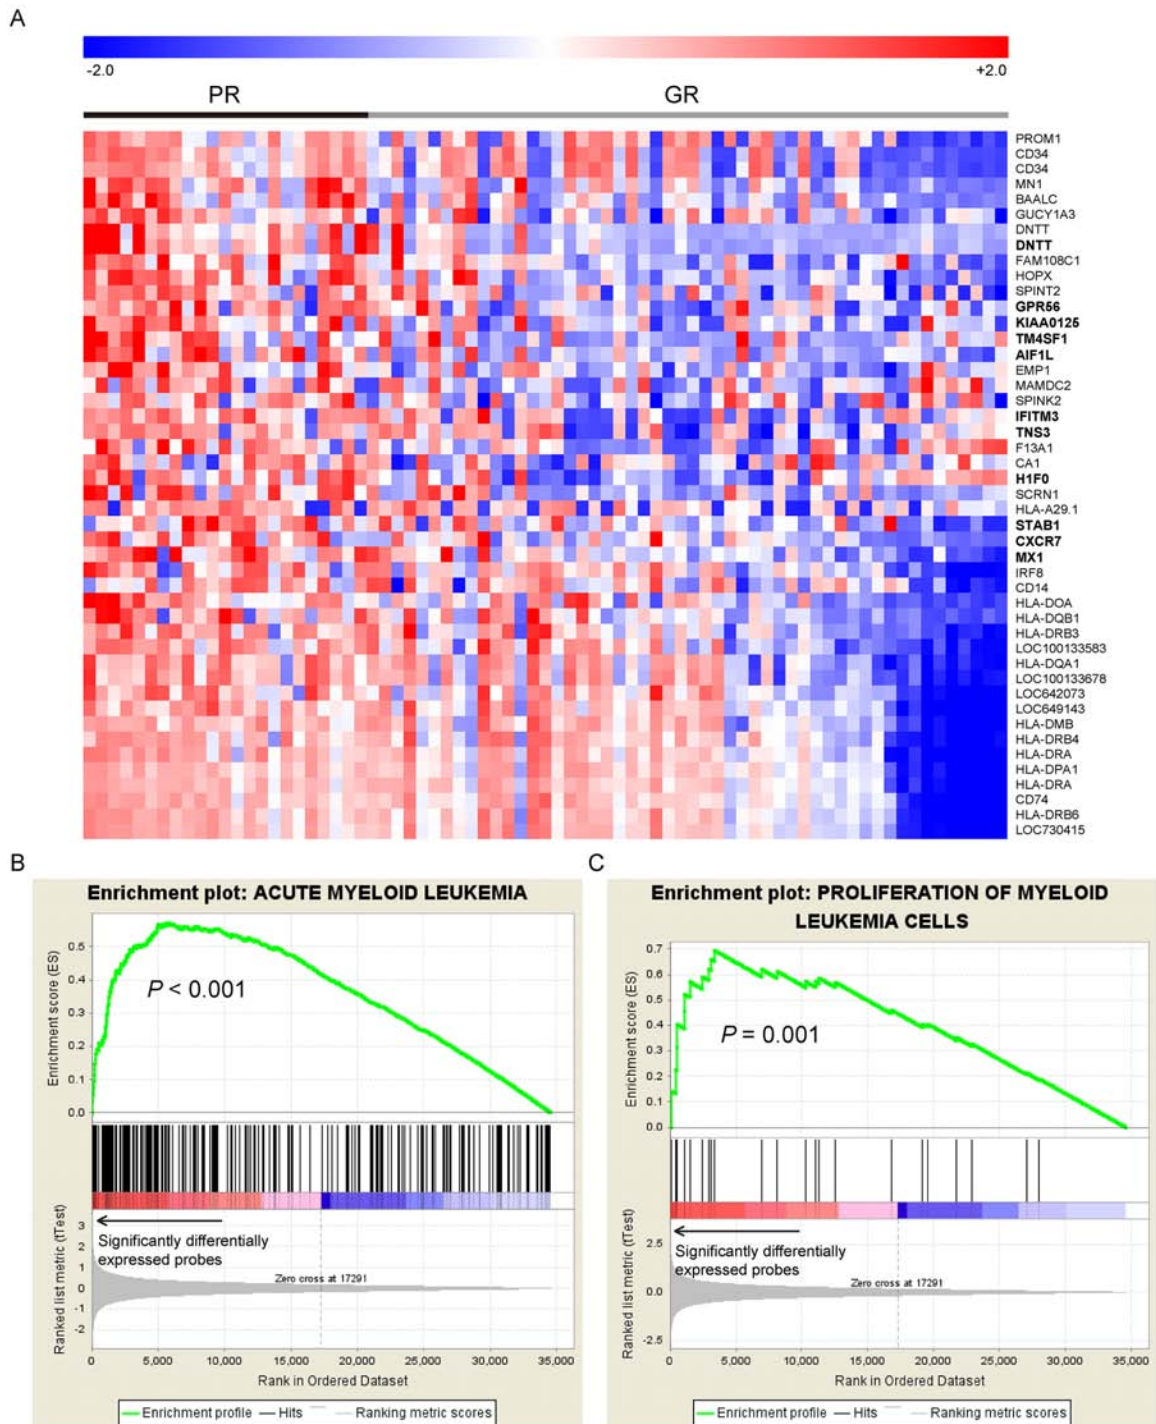 A
-2.0
+2.0
PR
GR
PROM1
CD34
CD34
MN1
BAALC
GUCY1A3
DNTT
DNTT
FAM108C1
HOPX
SPINT2
GPR56
KIAA0125
TM4SF1
AIF1L
EMP1
MAMDC2
SPINK2
IFITM3
TNS3
F13A1
CA1
H1F0
SCRN1
HLA-A29.1
STAB1
CXCR7
MX1
IRF8
CD14
HLA-DOA
HLA-DQB1
HLA-DRB3
LOC100133583
HLA-DQA1
LOC100133678
LOC642073
LOC649143
HLA-DMB
HLA-DRB4
HLA-DRA
HLA-DPA1
HLA-DRA
CD74
HLA-DRB6
LOC730415
B
Enrichment plot: ACUTE MYELOID LEUKEMIA
Enrichment score (ES)
0.5
0.4
0.3
0.2
0.1
0.0
P < 0.001
Significantly differentially
expressed probes
Zero cross at 17291
Ranked list metric (tTest)
3
2
1
0
-1
-2
0
5,000
10,000
15,000
20,000
25,000
30,000
35,000
Rank in Ordered Dataset
Enrichment profile
Hits
Ranking metric scores
C
Enrichment plot: PROLIFERATION OF MYELOID
LEUKEMIA CELLS
Enrichment score (ES)
0.7
0.6
0.5
0.4
0.3
0.2
0.1
0.0
P = 0.001
Significantly differentially
expressed probes
Zero cross at 17291
Ranked list metric (tTest)
2.5
0.0
-2.5
0
5,000
10,000
15,000
20,000
25,000
30,000
35,000
Rank in Ordered Dataset
Enrichment profile
Hits
Ranking metric scores